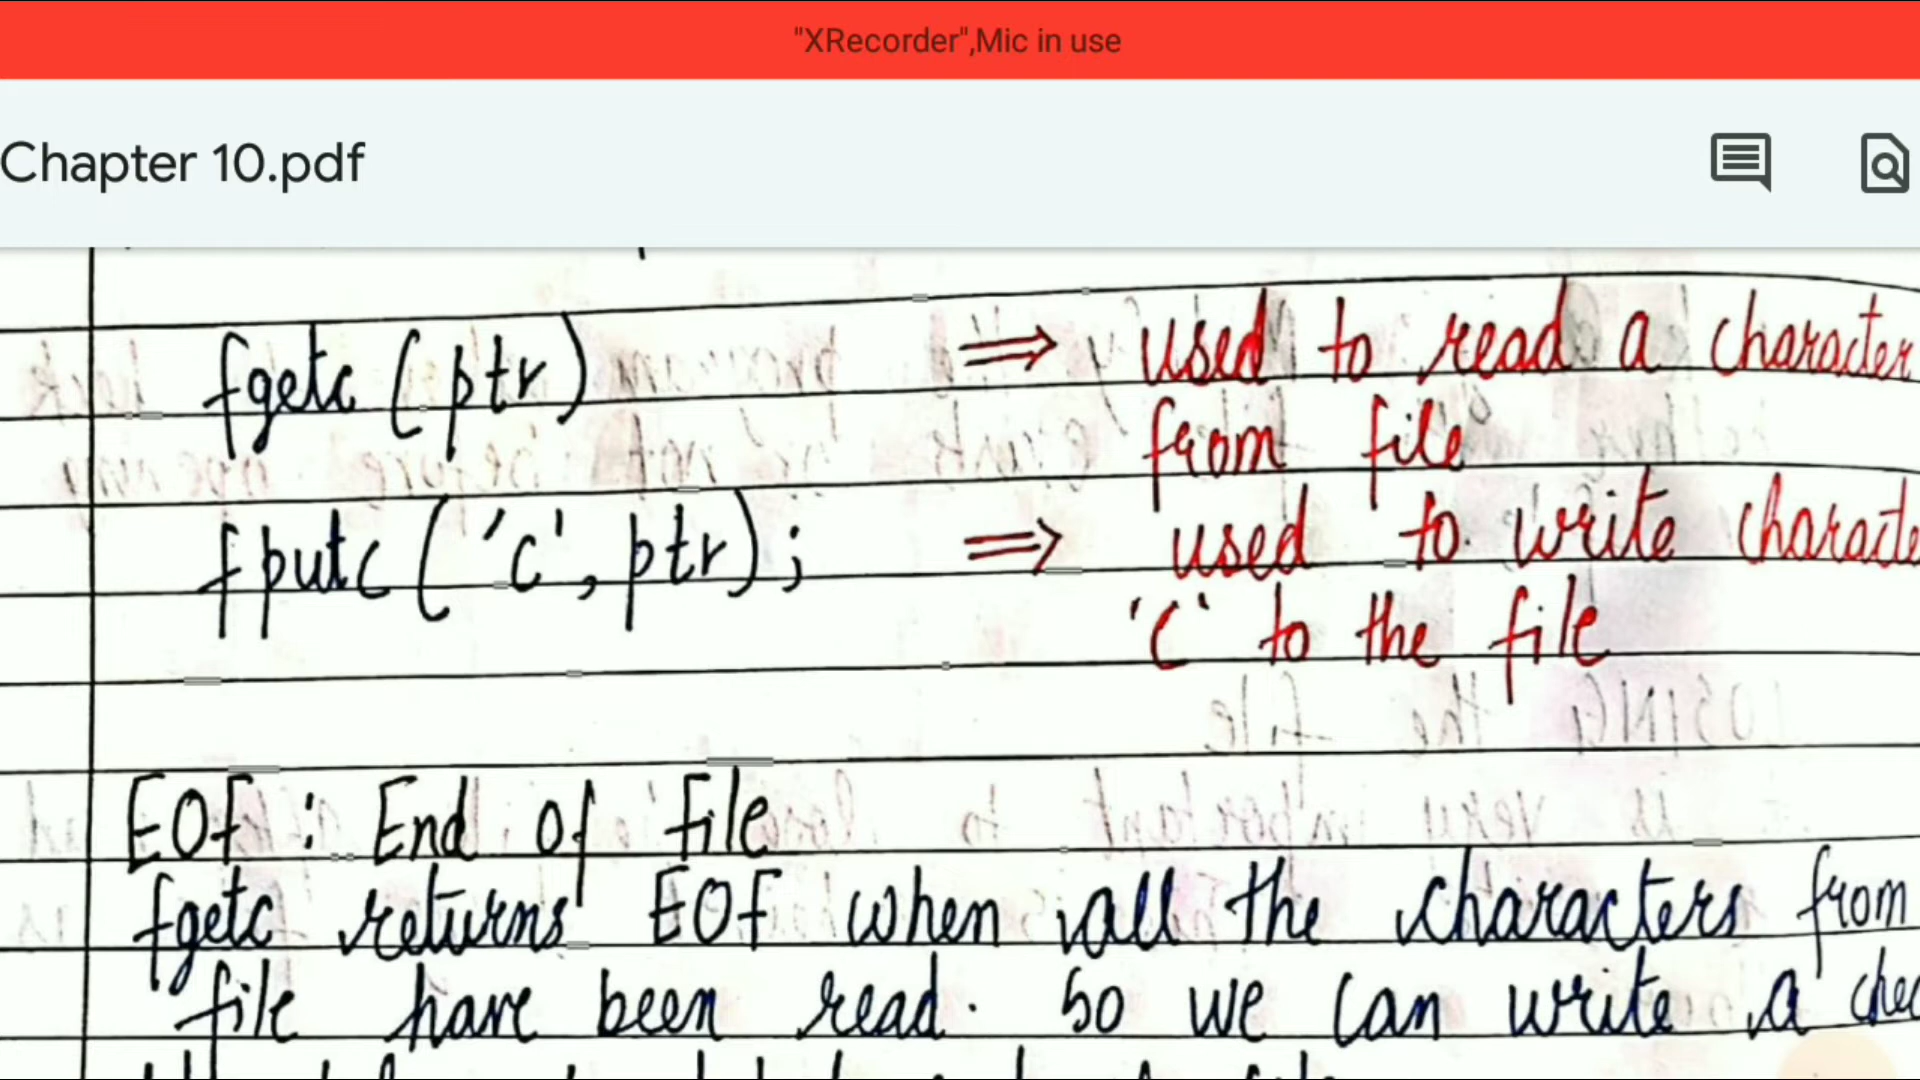 "XRecorder",Mic in use
Chapter 10.pdf
fgetc (ptr) ⇒ used to read a character
from file
fputc ('c', ptr); ⇒ used to write characte
'c' to the file
EOF : End of File
fgetc returns EOF when all the characters from
file have been read. So we can write a chec